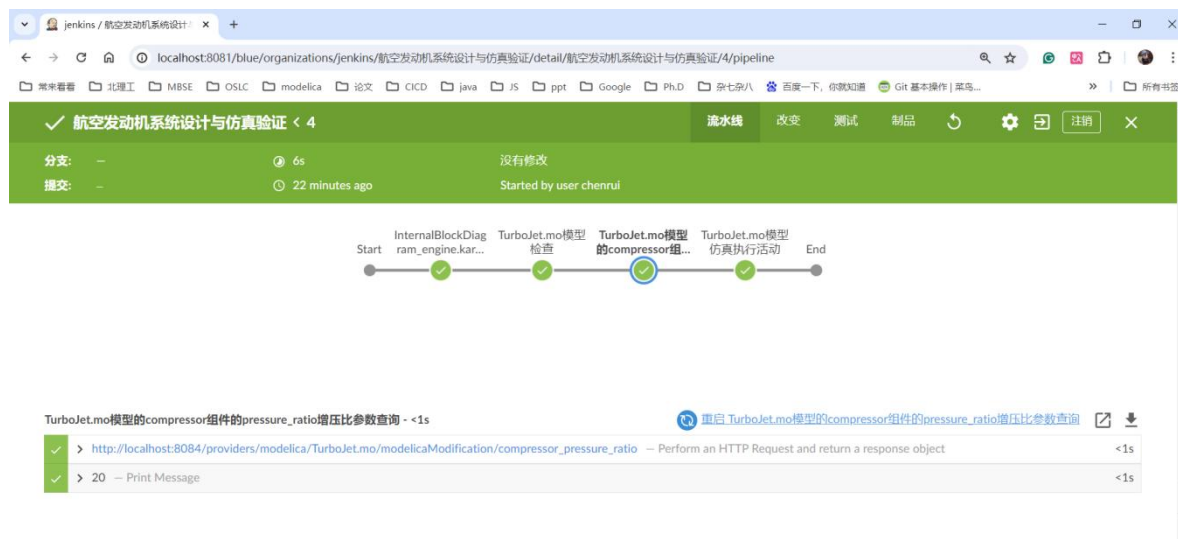 jenkins / 航空发动机系统设计
localhost:8081/blue/organizations/jenkins/航空发动机系统设计与仿真验证/detail/航空发动机系统设计与仿真验证/4/pipeline
常来看看 北理工 MBSE OSLC modelica 论文 CICD java JS ppt Google Ph.D 杂七杂八 百度一下，你就知道 Git 基本操作 | 菜鸟... » 所有书签
航空发动机系统设计与仿真验证 < 4 流水线 改变 测试 制品 注销
分支: — 6s 没有修改
提交: — 22 minutes ago Started by user chenrui
Start InternalBlockDiag
ram_engine.kar... TurboJet.mo模型
检查 TurboJet.mo模型
的compressor组... TurboJet.mo模型
仿真执行活动 End
TurboJet.mo模型的compressor组件的pressure_ratio增压比参数查询 - <1s 重启 TurboJet.mo模型的compressor组件的pressure_ratio增压比参数查询
http://localhost:8084/providers/modelica/TurboJet.mo/modelicaModification/compressor_pressure_ratio — Perform an HTTP Request and return a response object <1s
20 — Print Message <1s